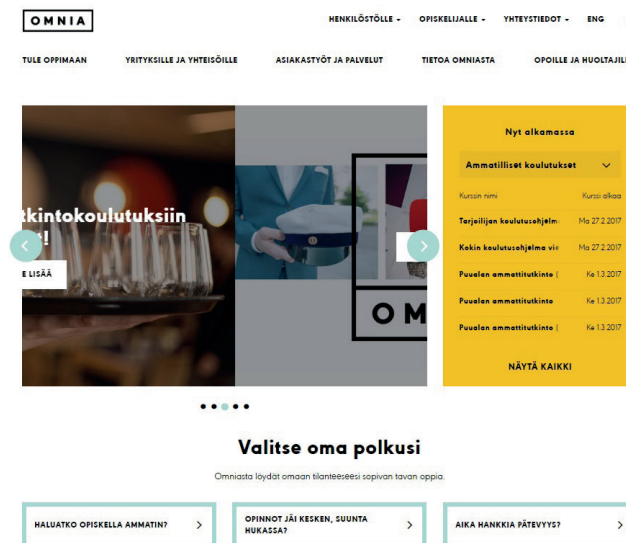 OMNIA
HENKILÖSTÖLLE
OPISKELIJALLE
YHTEYSTIEDOT
ENG
TULE OPPIMAAN
YRITYKSILLE JA YHTEISÖILLE
ASIAKASTYÖT JA PALVELUT
TIETOA OMNIASTA
OPOILLE JA HUOLTAJILL
tkintokoulutuksiin
!
E LISÄÄ
O M
Nyt alkamassa
Ammatilliset koulutukset
Kurssin nimi Kurssi alkaa
Tarjoilijan koulutusohjelm Ma 27.2.2017
Kokin koulutusohjelma vie Ma 27.2.2017
Puualan ammattitutkinto ( Ke 1.3.2017
Puualan ammattitutkinto Ke 1.3.2017
Puualan ammattitutkinto ( Ke 1.3.2017
NÄYTÄ KAIKKI
Valitse oma polkusi
Omniasta löydät omaan tilanteeseesi sopivan tavan oppia.
HALUATKO OPISKELLA AMMATIN?
OPINNOT JÄI KESKEN, SUUNTA
HUKASSA?
AIKA HANKKIA PÄTEVYYS?